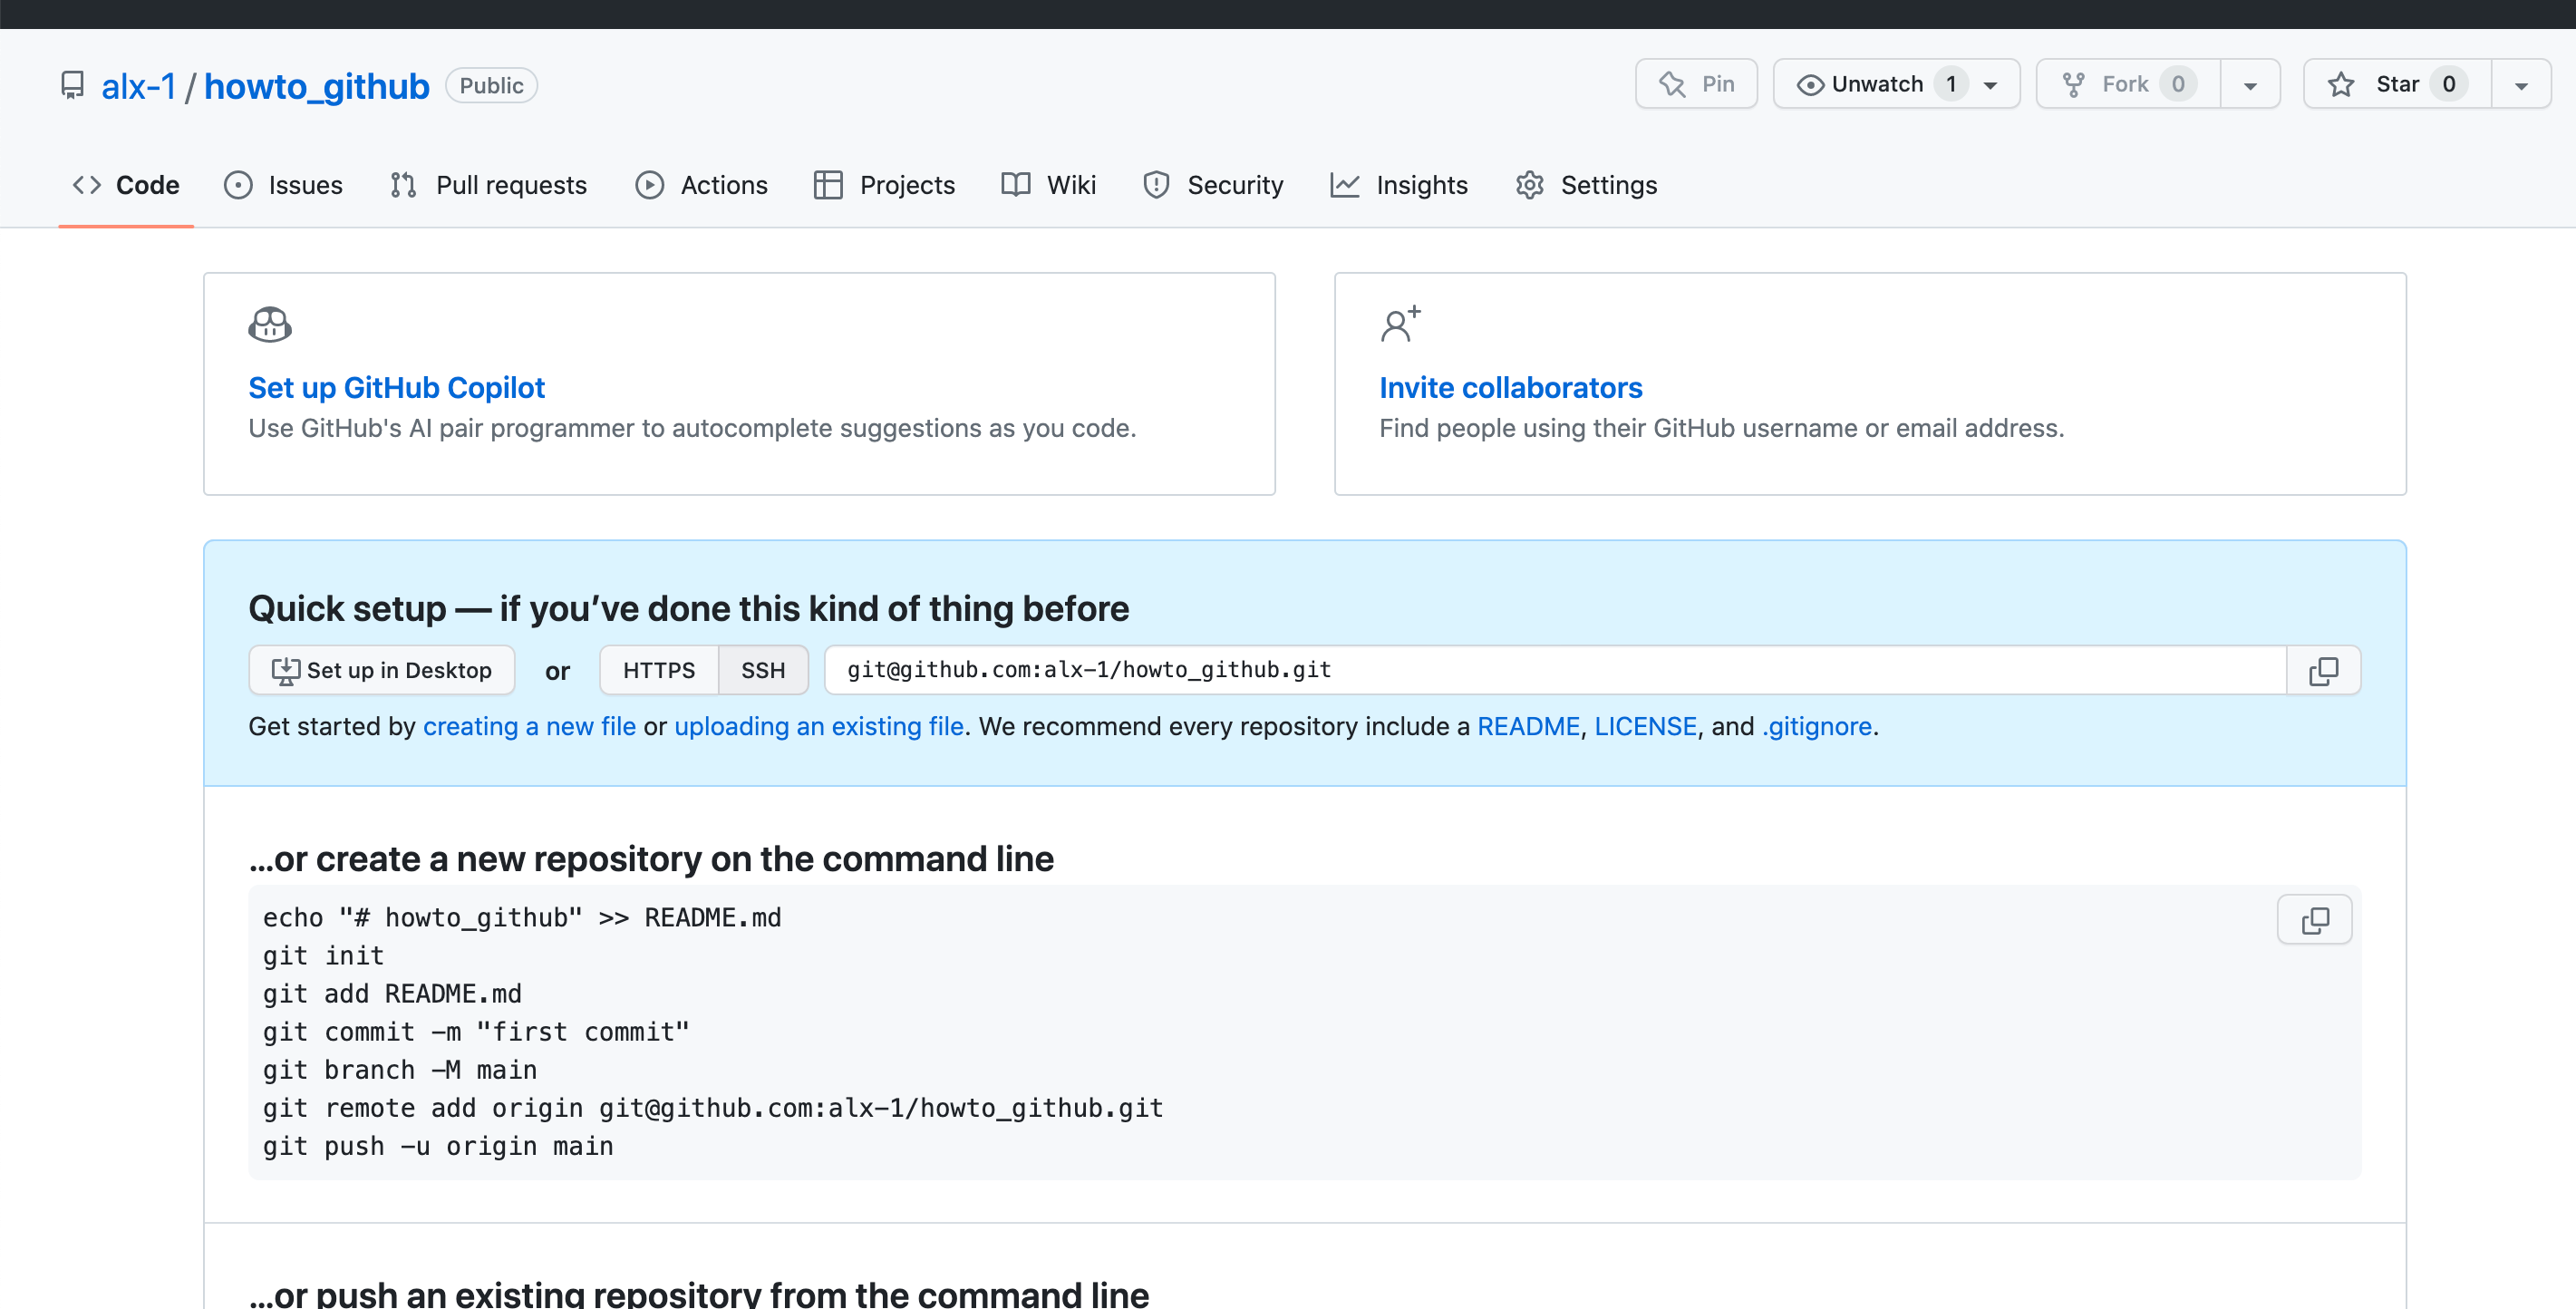 alx-1 / howto_github Public Pin Unwatch 1 Fork 0 Star 0
Code Issues Pull requests Actions Projects Wiki Security Insights Settings
Set up GitHub Copilot
Use GitHub's AI pair programmer to autocomplete suggestions as you code.
Invite collaborators
Find people using their GitHub username or email address.
Quick setup — if you’ve done this kind of thing before
Set up in Desktop or HTTPS SSH git@github.com:alx-1/howto_github.git
Get started by creating a new file or uploading an existing file. We recommend every repository include a README, LICENSE, and .gitignore.
…or create a new repository on the command line
echo "# howto_github" >> README.md
git init
git add README.md
git commit -m "first commit"
git branch -M main
git remote add origin git@github.com:alx-1/howto_github.git
git push -u origin main
…or push an existing repository from the command line